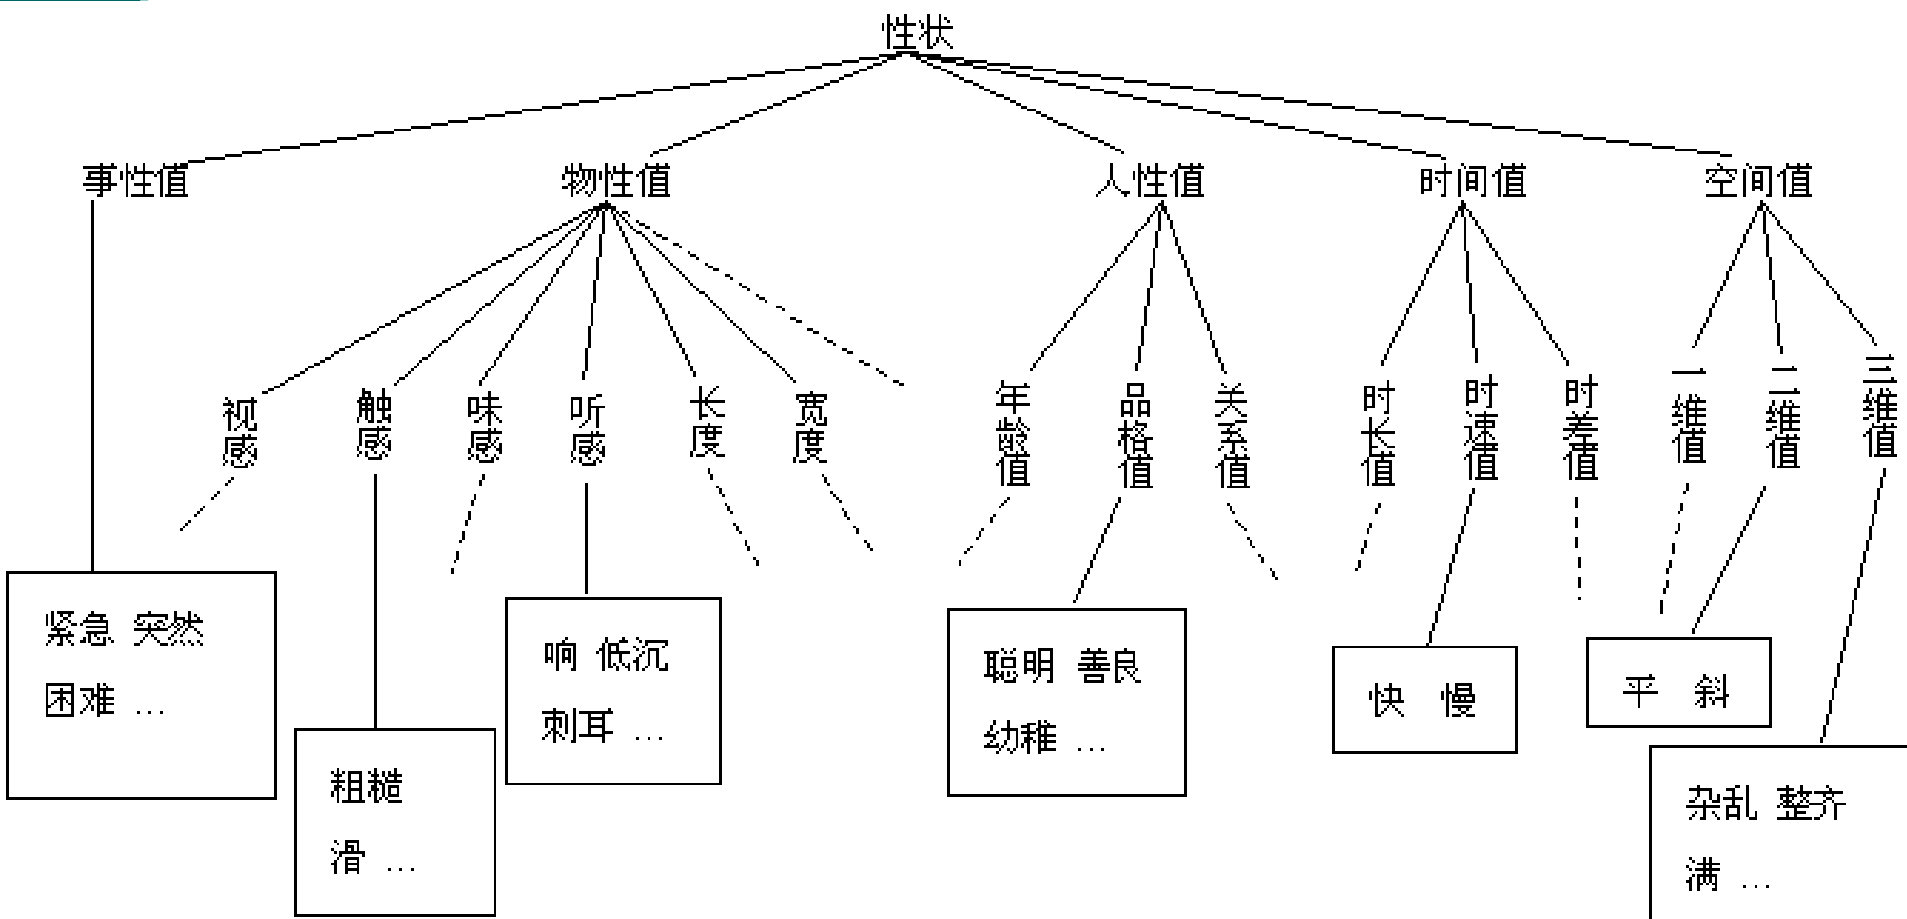 性状
事性值
物性值
人性值
时间值
空间值
视感
触感
味感
听感
长度
宽度
年龄值
品格值
关系值
时长值
时速值
时差值
一维值
二维值
三维值
紧急 突然
困难 …
粗糙
滑 …
响 低沉
刺耳 …
聪明 善良
幼稚 …
快 慢
平 斜
杂乱 整齐
满 …